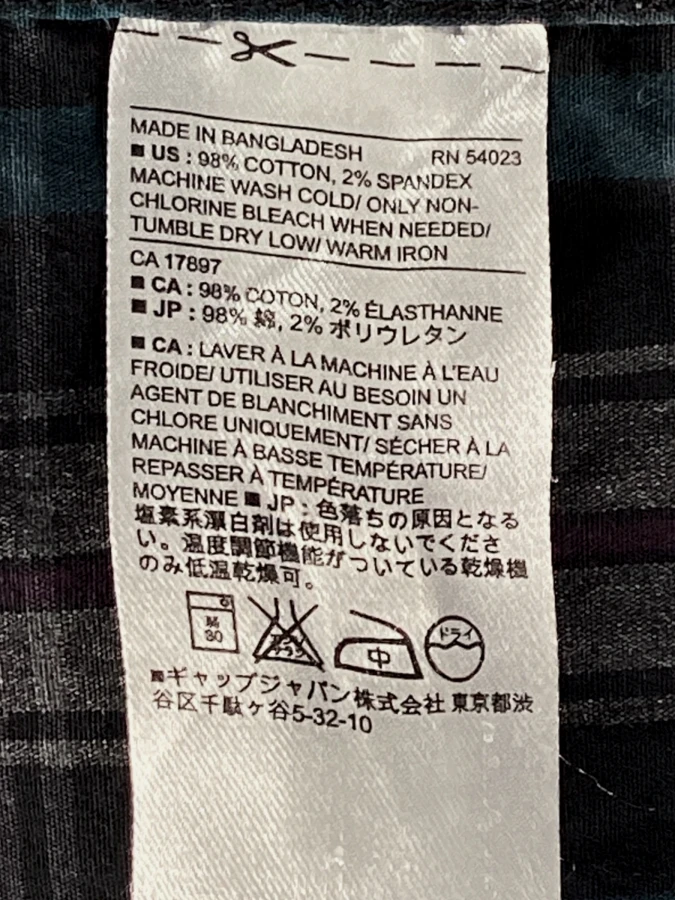 MADE IN BANGLADESH RN 54023
■ US : 98% COTTON, 2% SPANDEX
MACHINE WASH COLD/ ONLY NON-
CHLORINE BLEACH WHEN NEEDED/
TUMBLE DRY LOW/ WARM IRON
CA 17897
■ CA : 98% COTON, 2% ÉLASTHANNE
■ JP : 98% 綿, 2% ポリウレタン
■ CA : LAVER À LA MACHINE À L'EAU
FROIDE/ UTILISER AU BESOIN UN
AGENT DE BLANCHIMENT SANS
CHLORE UNIQUEMENT/ SÉCHER À LA
MACHINE À BASSE TEMPÉRATURE/
REPASSER À TEMPÉRATURE
MOYENNE ■ JP : 色落ちの原因となる
塩素系漂白剤は使用しないでくださ
い。温度調節機能がついている乾燥機
のみ低温乾燥可。
弱 30 中 ドライ
■ギャップジャパン株式会社 東京都渋
谷区千駄ヶ谷5-32-10